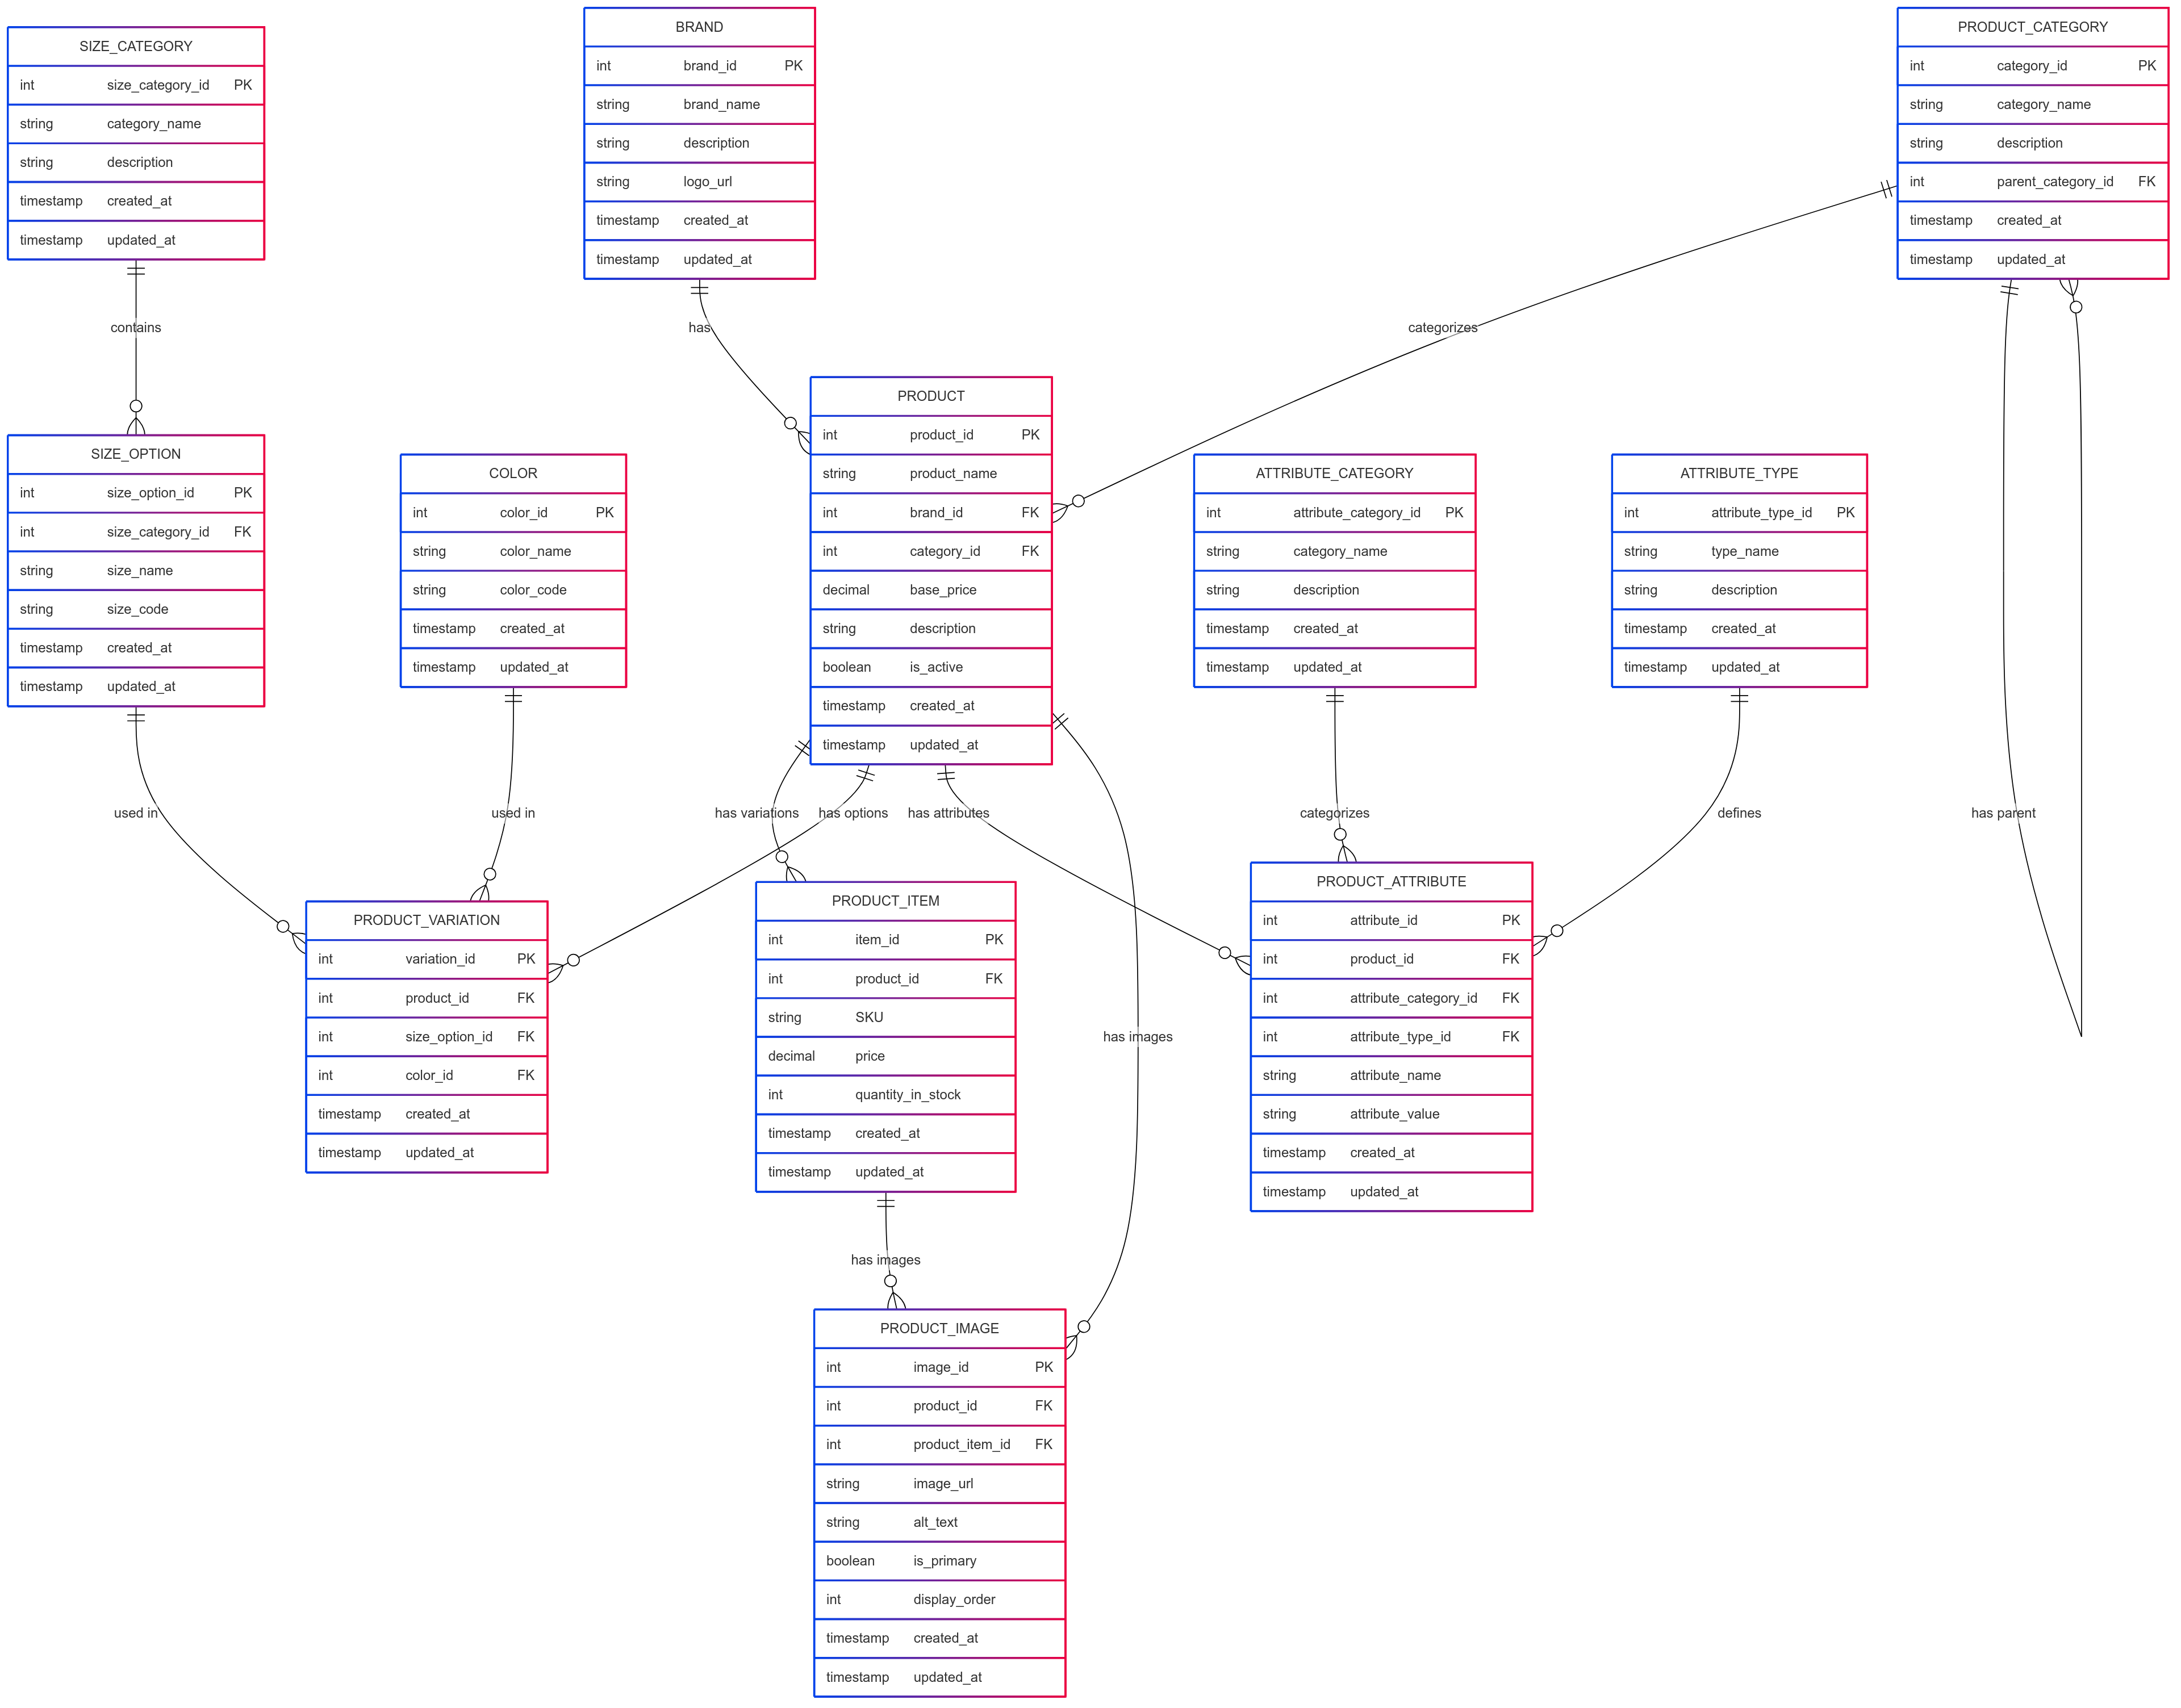 SIZE_CATEGORY
int size_category_id PK
string category_name
string description
timestamp created_at
timestamp updated_at
BRAND
int brand_id PK
string brand_name
string description
string logo_url
timestamp created_at
timestamp updated_at
PRODUCT_CATEGORY
int category_id PK
string category_name
string description
int parent_category_id FK
timestamp created_at
timestamp updated_at
contains
has
categorizes
SIZE_OPTION
int size_option_id PK
int size_category_id FK
string size_name
string size_code
timestamp created_at
timestamp updated_at
COLOR
int color_id PK
string color_name
string color_code
timestamp created_at
timestamp updated_at
PRODUCT
int product_id PK
string product_name
int brand_id FK
int category_id FK
decimal base_price
string description
boolean is_active
timestamp created_at
timestamp updated_at
ATTRIBUTE_CATEGORY
int attribute_category_id PK
string category_name
string description
timestamp created_at
timestamp updated_at
ATTRIBUTE_TYPE
int attribute_type_id PK
string type_name
string description
timestamp created_at
timestamp updated_at
used in
used in
has variations
has options
has attributes
categorizes
defines
has parent
PRODUCT_VARIATION
int variation_id PK
int product_id FK
int size_option_id FK
int color_id FK
timestamp created_at
timestamp updated_at
PRODUCT_ITEM
int item_id PK
int product_id FK
string SKU
decimal price
int quantity_in_stock
timestamp created_at
timestamp updated_at
has images
PRODUCT_ATTRIBUTE
int attribute_id PK
int product_id FK
int attribute_category_id FK
int attribute_type_id FK
string attribute_name
string attribute_value
timestamp created_at
timestamp updated_at
has images
PRODUCT_IMAGE
int image_id PK
int product_id FK
int product_item_id FK
string image_url
string alt_text
boolean is_primary
int display_order
timestamp created_at
timestamp updated_at